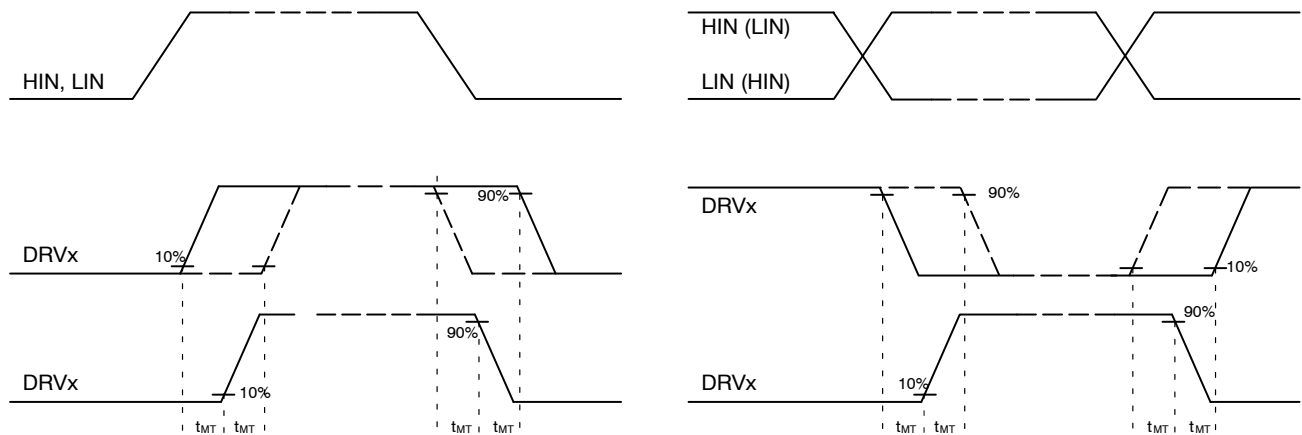 HIN, LIN
DRVx
10%
90%
DRVx
10%
90%
tMT tMT tMT tMT
HIN (LIN)
LIN (HIN)
DRVx
90%
10%
DRVx
10%
90%
tMT tMT tMT tMT